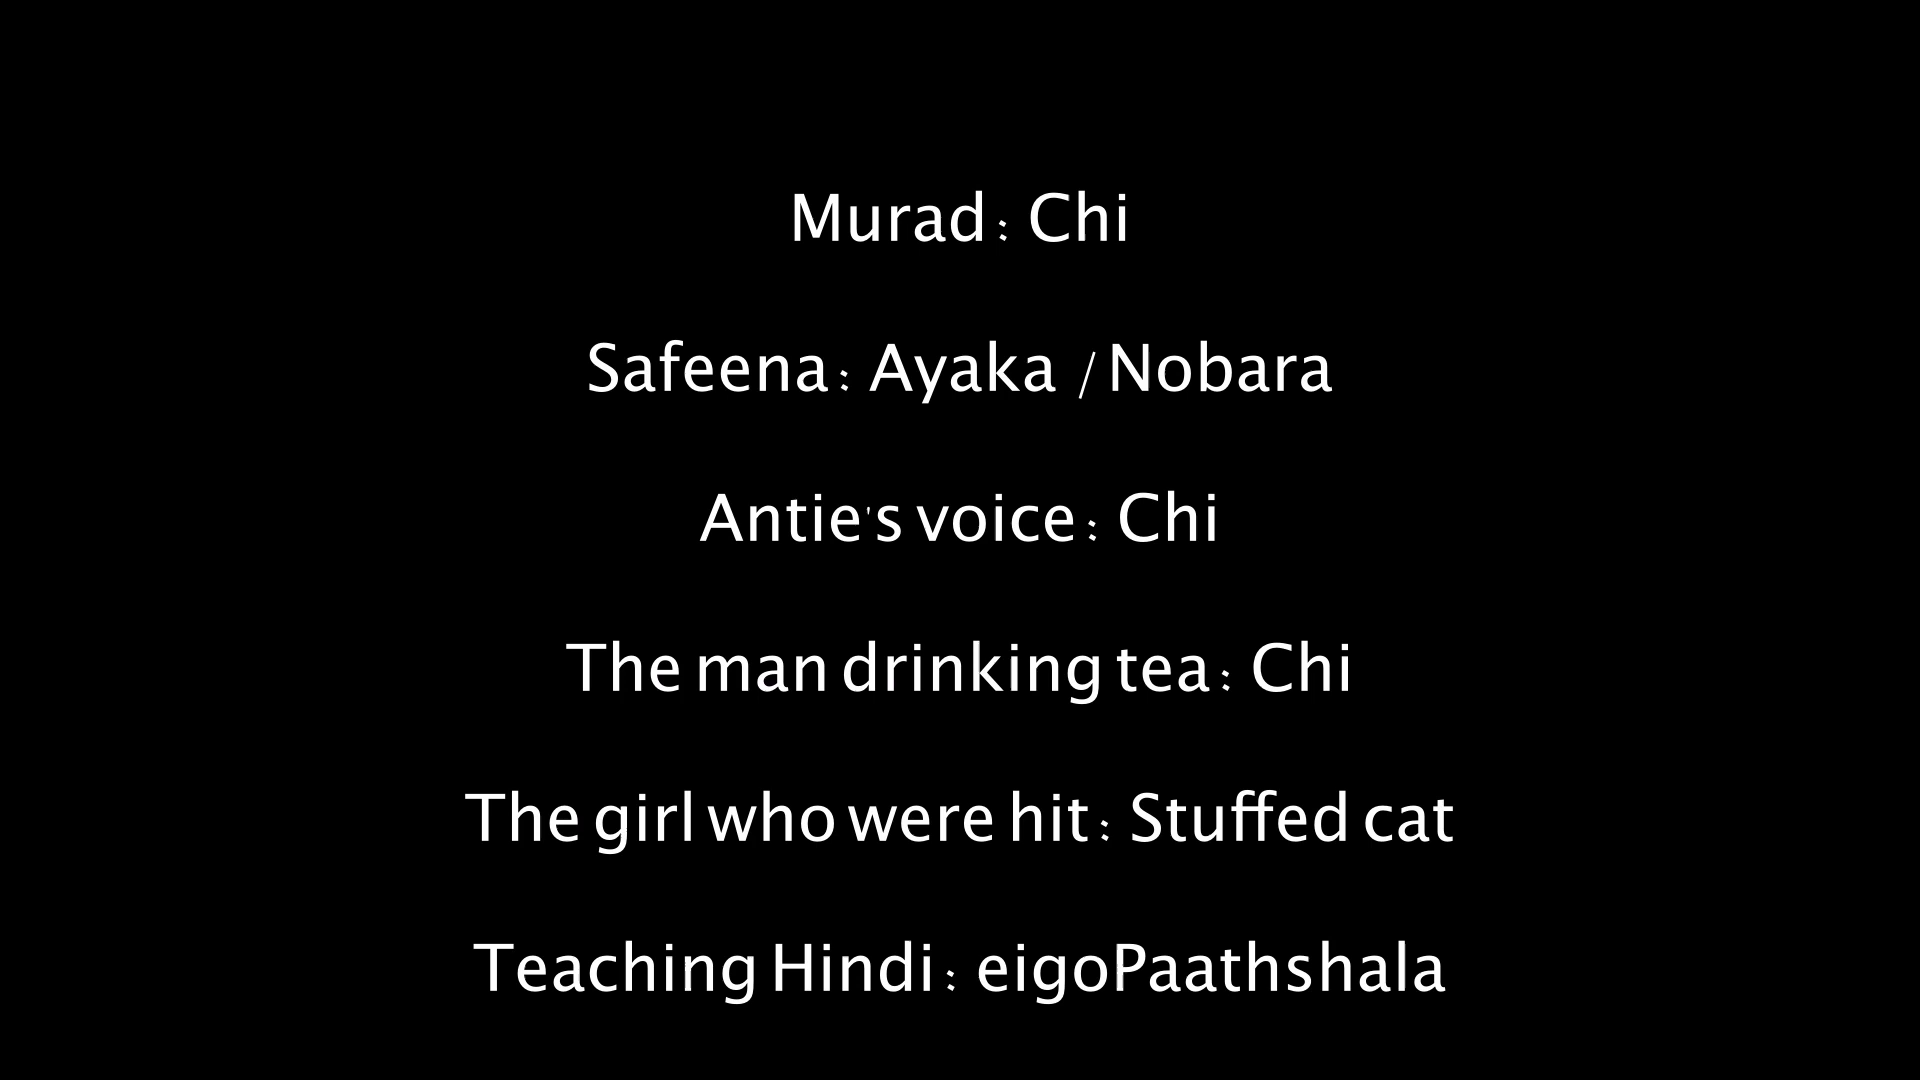 Murad: Chi
Safeena: Ayaka /Nobara
Antie's voice: Chi
The man drinking tea: Chi
The girl who were hit: Stuffed cat
Teaching Hindi: eigoPaathshala